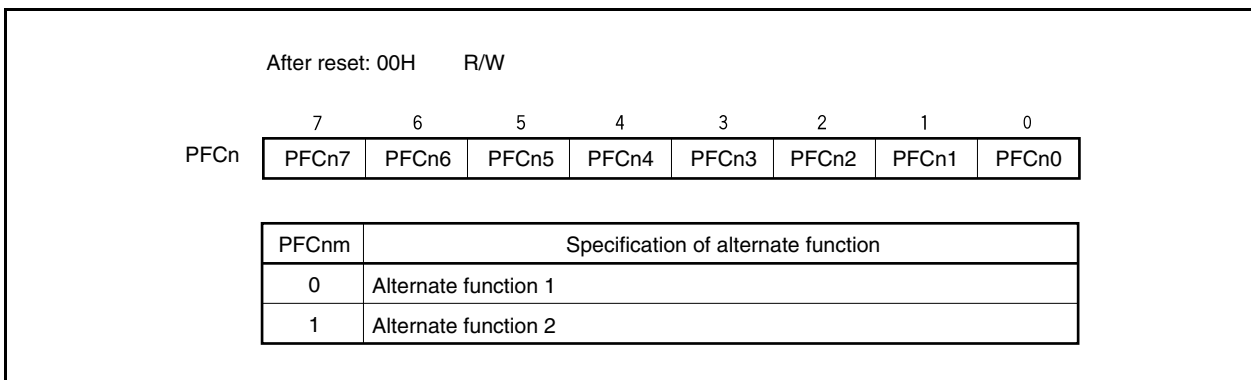 After reset: 00H R/W
7 6 5 4 3 2 1 0
PFCn PFCn7 PFCn6 PFCn5 PFCn4 PFCn3 PFCn2 PFCn1 PFCn0
PFCnm Specification of alternate function
0 Alternate function 1
1 Alternate function 2